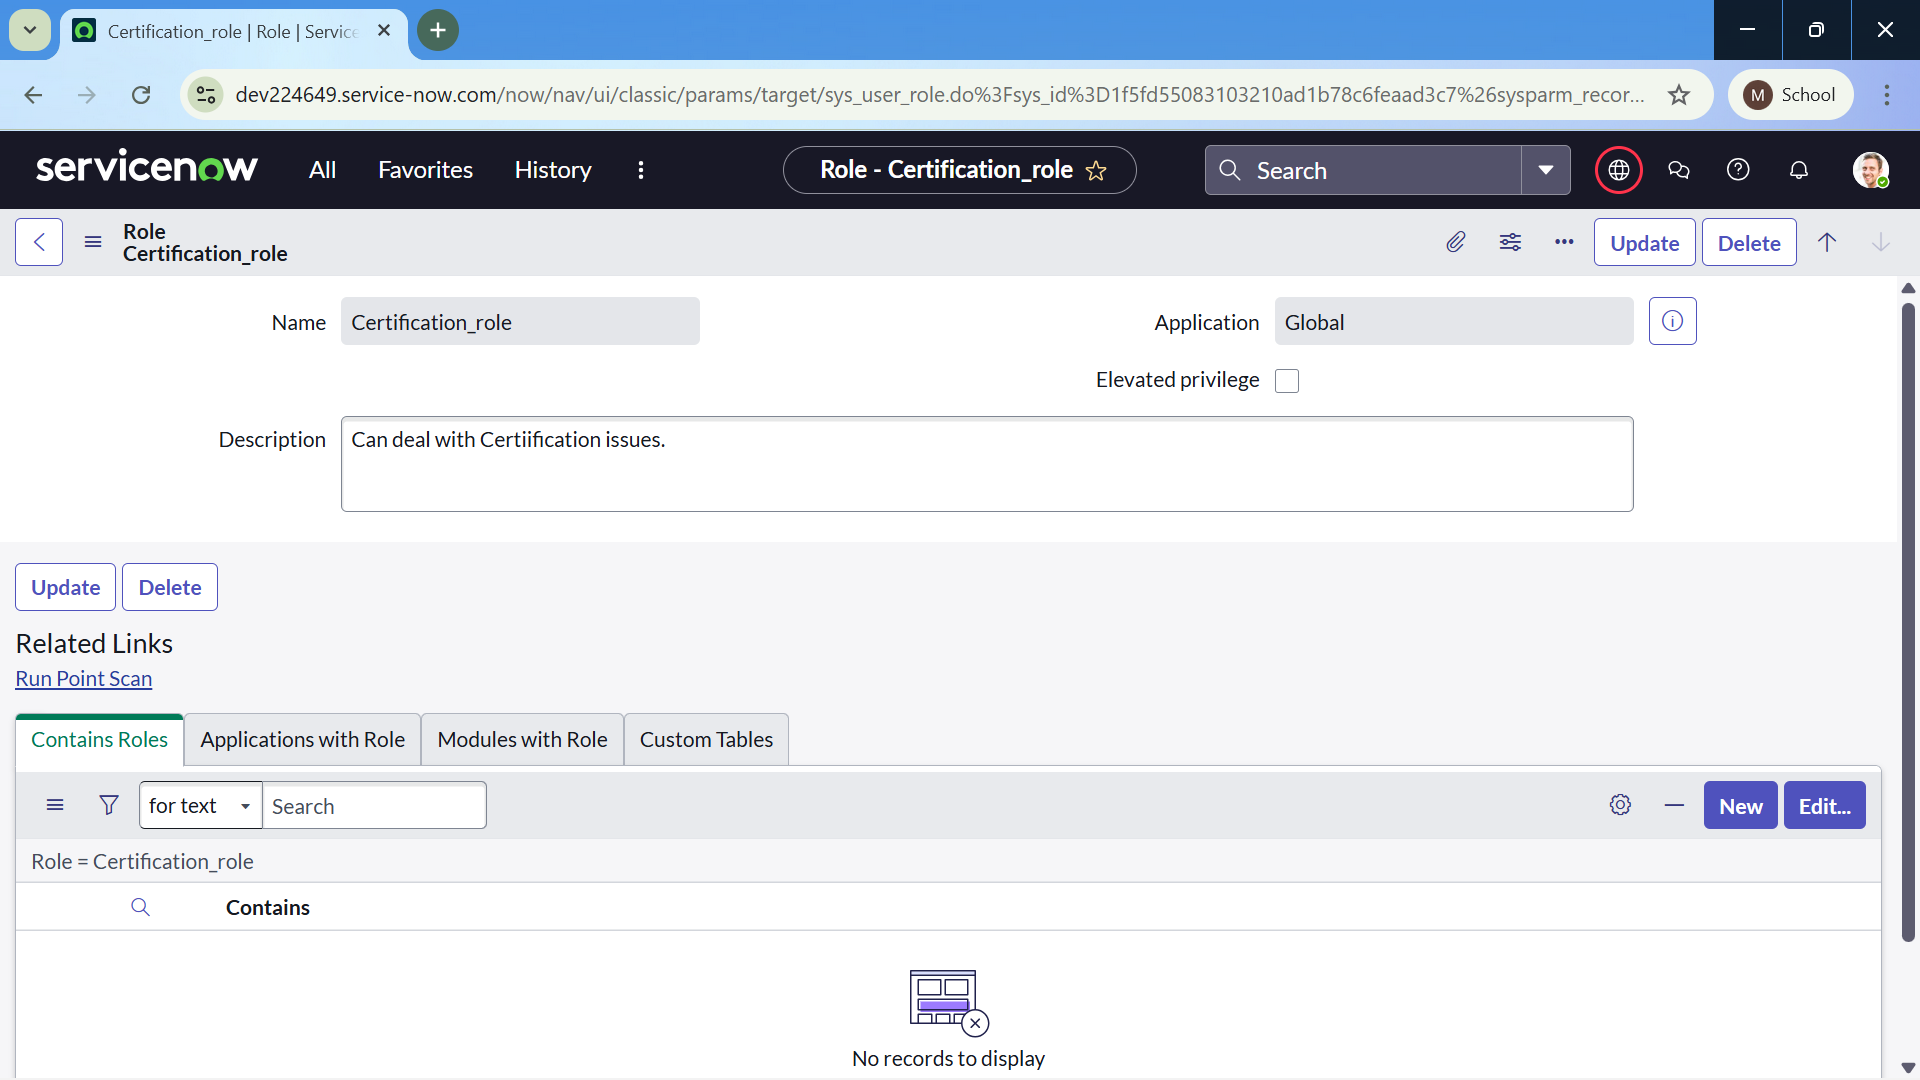 Certification_role | Role | Service
dev224649.service-now.com/now/nav/ui/classic/params/target/sys_user_role.do%3Fsys_id%3D1f5fd55083103210ad1b78c6feaad3c7%26sysparm_recor...
M School
servicenow All Favorites History Role - Certification_role Search
Role
Certification_role
Update Delete
Name Certification_role Application Global
Elevated privilege
Description Can deal with Certiification issues.
Update Delete
Related Links
Run Point Scan
Contains Roles Applications with Role Modules with Role Custom Tables
for text Search New Edit...
Role = Certification_role
Contains
No records to display